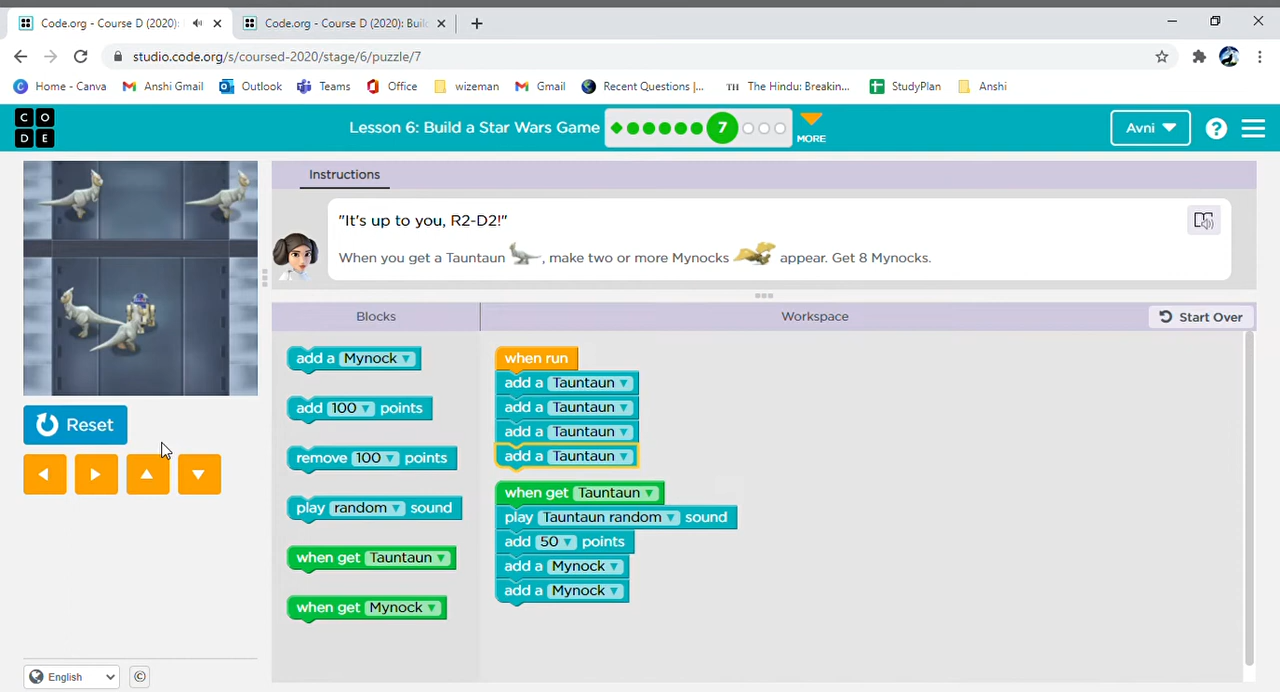 Code.org - Course D (2020):
Code.org - Course D (2020): Buil
studio.code.org/s/coursed-2020/stage/6/puzzle/7
Home - Canva
Anshi Gmail
Outlook
Teams
Office
wizeman
Gmail
Recent Questions |...
TH The Hindu: Breakin...
StudyPlan
Anshi
C O
D E
Lesson 6: Build a Star Wars Game
7
MORE
Avni
?
Instructions
"It's up to you, R2-D2!"
When you get a Tauntaun , make two or more Mynocks appear. Get 8 Mynocks.
Blocks
Workspace
Start Over
add a Mynock
add 100 points
remove 100 points
play random sound
when get Tauntaun
when get Mynock
when run
add a Tauntaun
add a Tauntaun
add a Tauntaun
add a Tauntaun
when get Tauntaun
play Tauntaun random sound
add 50 points
add a Mynock
add a Mynock
Reset
English
©